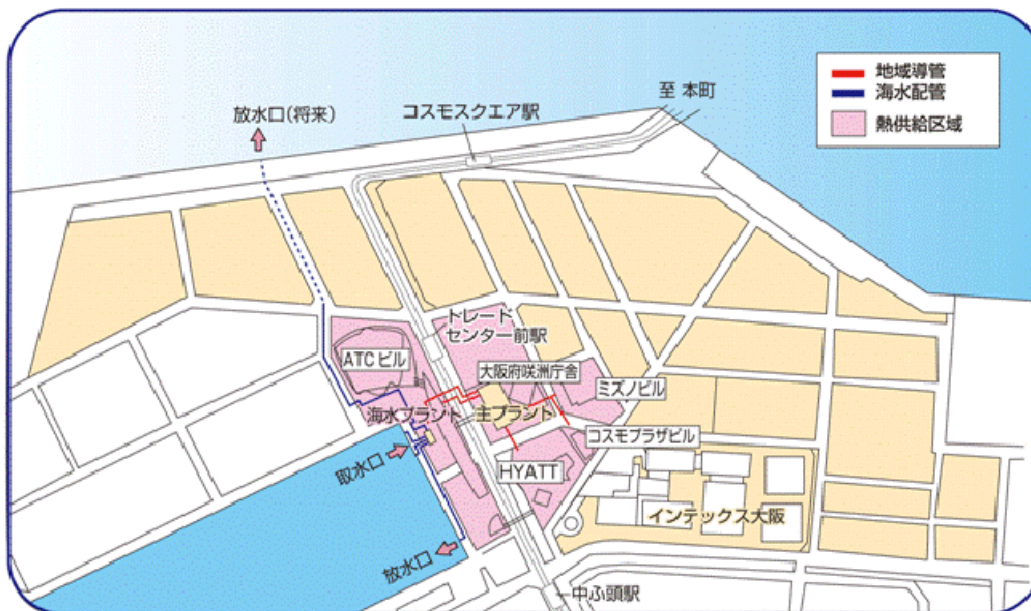 地域導管
海水配管
熱供給区域
至 本町
コスモスクエア駅
放水口(将来)
トレード
センター前駅
ATCビル
大阪府咲洲庁舎
ミズノビル
海水プラント
主プラント
コスモプラザビル
取水口
HYATT
インテックス大阪
放水口
中ふ頭駅